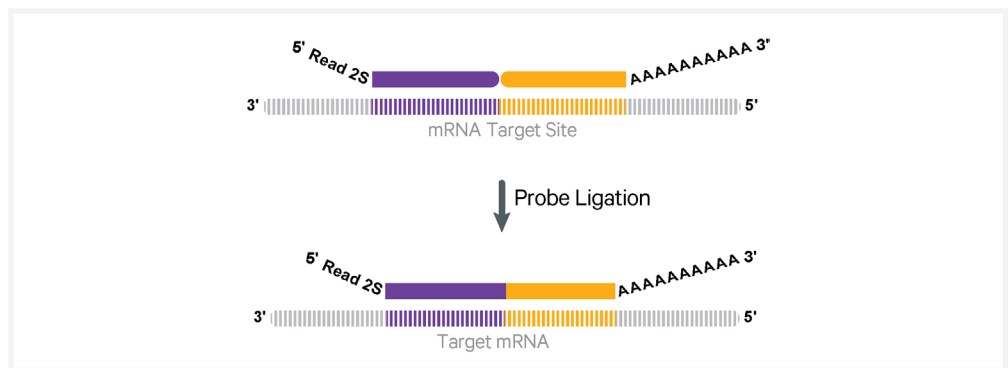 5' Read 2S AAAAAAAAAA 3'
3' 5'
mRNA Target Site
Probe Ligation
5' Read 2S AAAAAAAAAA 3'
3' 5'
Target mRNA